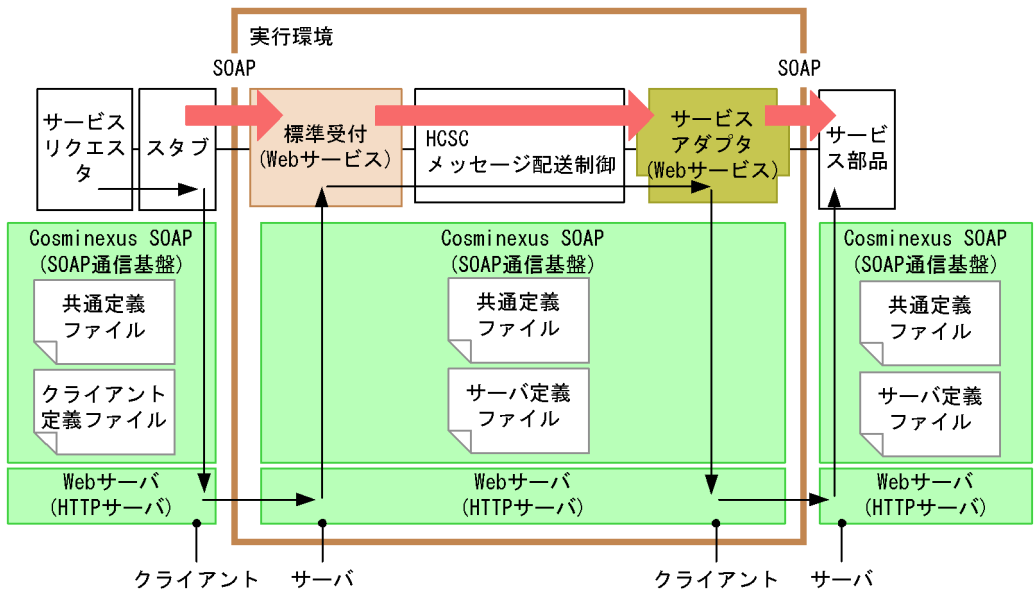 実行環境
SOAP
SOAP
サービス
リクエス
タ
スタブ
標準受付
(Webサービス)
HCSC
メッセージ配送制御
サービス
アダプタ
(Webサービス)
サービ
ス部品
Cosminexus SOAP
(SOAP通信基盤)
共通定義
ファイル
クライアント
定義ファイル
Cosminexus SOAP
(SOAP通信基盤)
共通定義
ファイル
サーバ定義
ファイル
Cosminexus SOAP
(SOAP通信基盤)
共通定義
ファイル
サーバ定義
ファイル
Webサーバ
(HTTPサーバ)
Webサーバ
(HTTPサーバ)
Webサーバ
(HTTPサーバ)
クライアント
サーバ
クライアント
サーバ